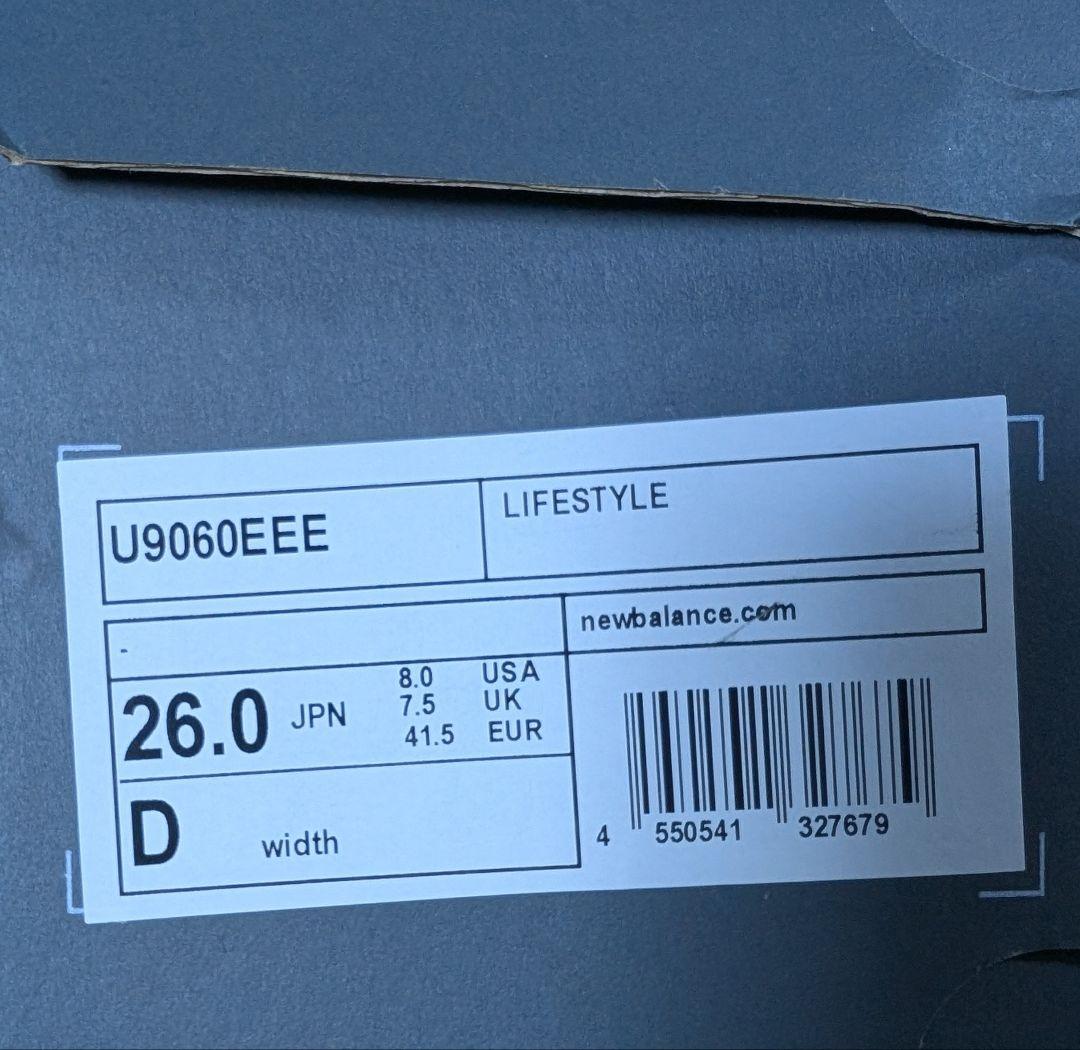 U9060EEE
LIFESTYLE
-
newbalance.com
26.0 JPN
8.0 USA
7.5 UK
41.5 EUR
D width
4 550541 327679